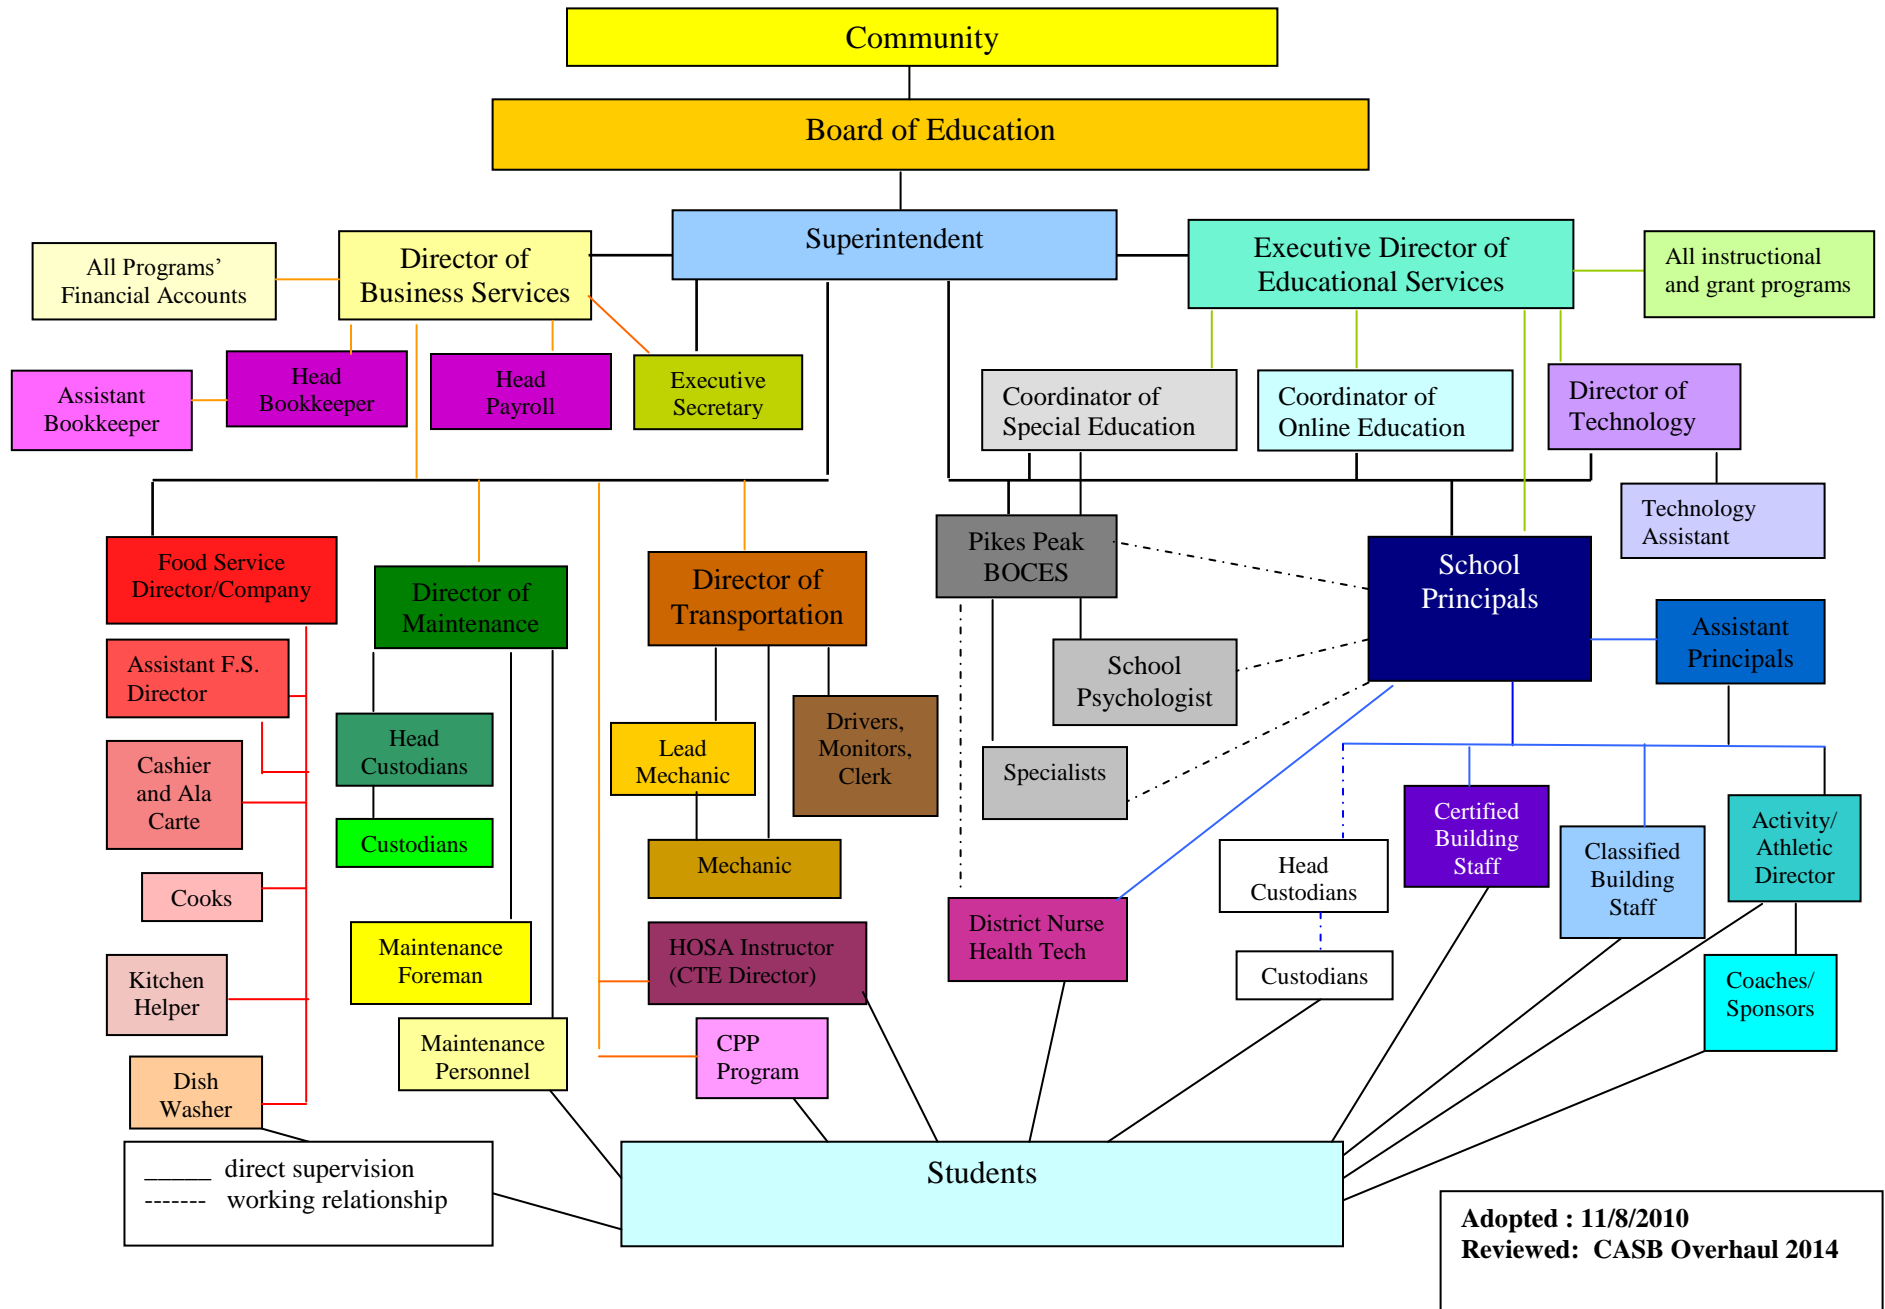 Community
Board of Education
Superintendent
Director of
Business Services
Executive Director of
Educational Services
All Programs’
Financial Accounts
All instructional
and grant programs
Assistant
Bookkeeper
Head
Bookkeeper
Head
Payroll
Executive
Secretary
Coordinator of
Special Education
Coordinator of
Online Education
Director of
Technology
Technology
Assistant
Food Service
Director/Company
Director of
Maintenance
Director of
Transportation
Pikes Peak
BOCES
School
Principals
Assistant
Principals
Assistant F.S.
Director
School
Psychologist
Head
Custodians
Lead
Mechanic
Drivers,
Monitors,
Clerk
Specialists
Cashier
and Ala
Carte
Custodians
Mechanic
Head
Custodians
Certified
Building
Staff
Classified
Building
Staff
Activity/
Athletic
Director
Cooks
Maintenance
Foreman
HOSA Instructor
(CTE Director)
District Nurse
Health Tech
Custodians
Coaches/
Sponsors
Kitchen
Helper
Maintenance
Personnel
CPP
Program
Dish
Washer
_____ direct supervision
------- working relationship
Students
Adopted : 11/8/2010
Reviewed: CASB Overhaul 2014